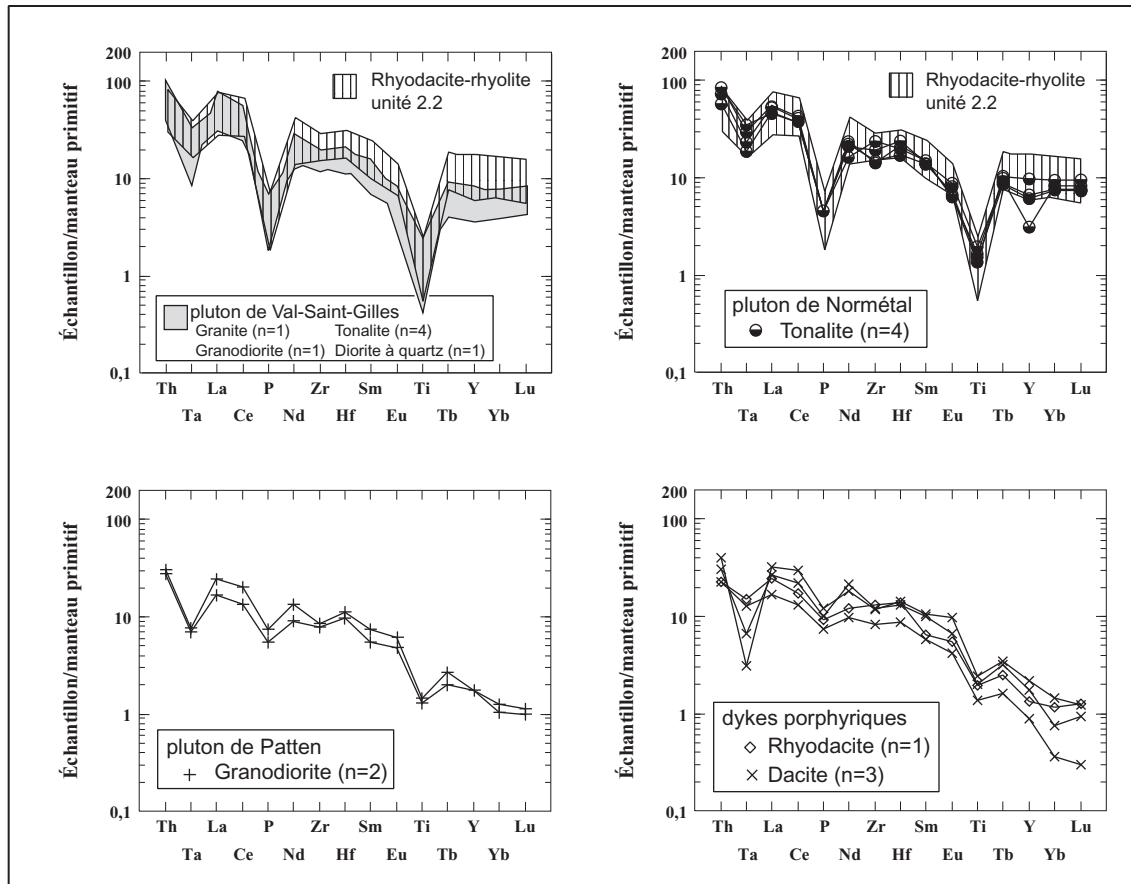 200
100
10
1
0,1
Échantillon/manteau primitif
Rhyodacite-rhyolite
unité 2.2
pluton de Val-Saint-Gilles
Granite (n=1) Tonalite (n=4)
Granodiorite (n=1) Diorite à quartz (n=1)
Th La P Zr Sm Ti Y Lu
Ta Ce Nd Hf Eu Tb Yb
200
100
10
1
0,1
Échantillon/manteau primitif
Rhyodacite-rhyolite
unité 2.2
pluton de Normétal
Tonalite (n=4)
Th La P Zr Sm Ti Y Lu
Ta Ce Nd Hf Eu Tb Yb
200
100
10
1
0,1
Échantillon/manteau primitif
pluton de Patten
Granodiorite (n=2)
Th La P Zr Sm Ti Y Lu
Ta Ce Nd Hf Eu Tb Yb
200
100
10
1
0,1
Échantillon/manteau primitif
dykes porphyriques
Rhyodacite (n=1)
Dacite (n=3)
Th La P Zr Sm Ti Y Lu
Ta Ce Nd Hf Eu Tb Yb